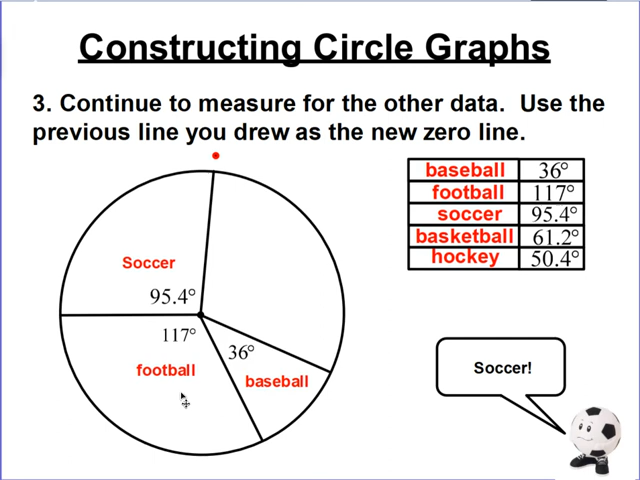 Constructing Circle Graphs
3. Continue to measure for the other data. Use the
previous line you drew as the new zero line.
baseball 36°
football 117°
soccer 95.4°
basketball 61.2°
hockey 50.4°
Soccer
95.4°
117°
football
36°
baseball
Soccer!